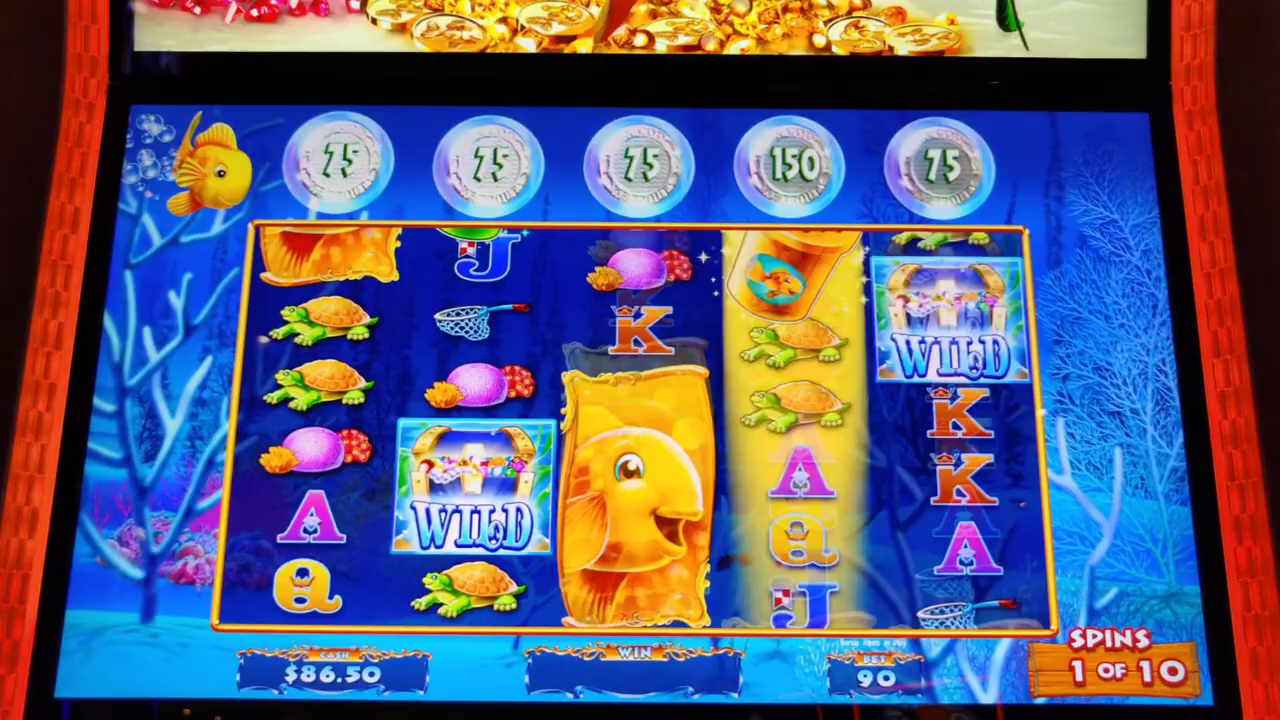 75 75 75 150 75
J
K
WILD
K
K
A
WILD
A
Q
A
Q
J
CASH
$86.50
WIN
BET
90
SPINS
1 OF 10